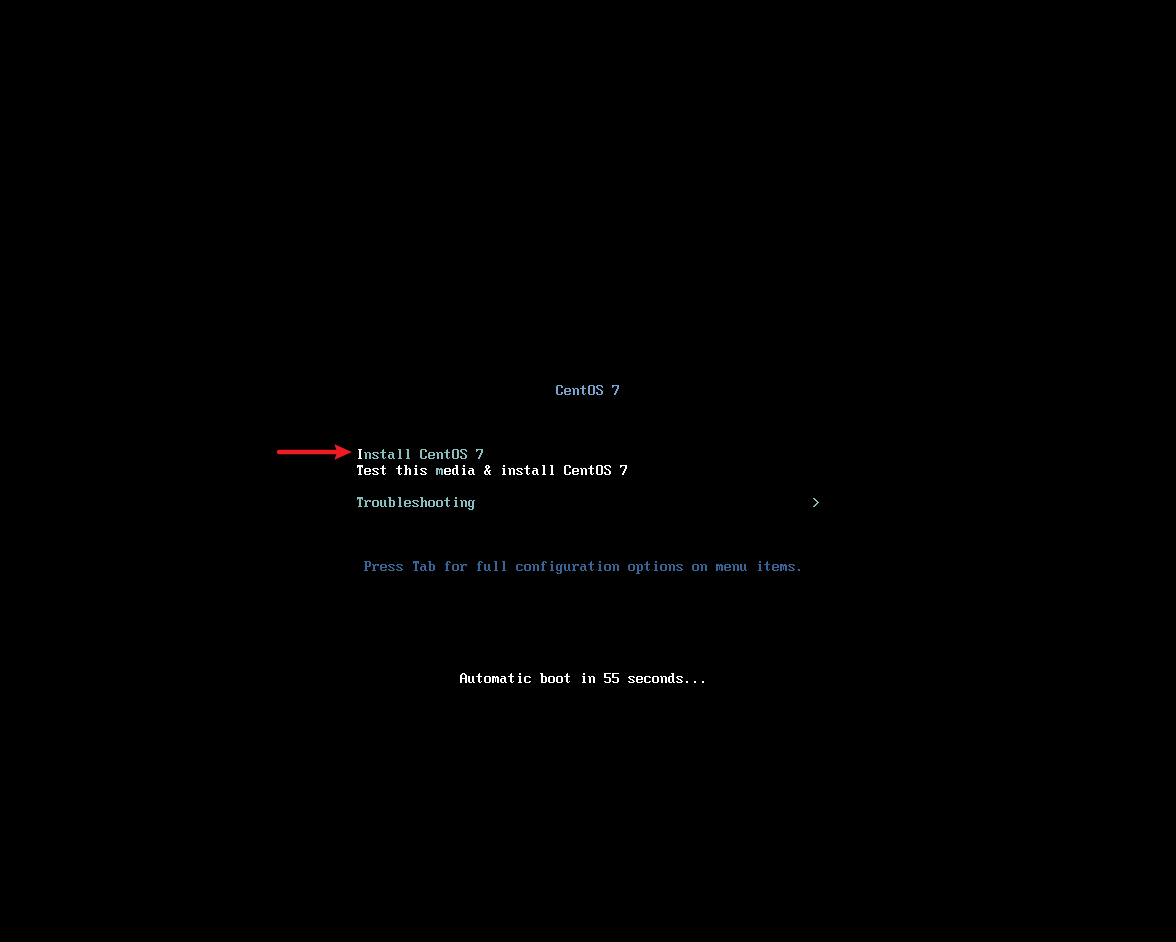 CentOS 7
Install CentOS 7
Test this media & install CentOS 7
Troubleshooting >
Press Tab for full configuration options on menu items.
Automatic boot in 55 seconds...